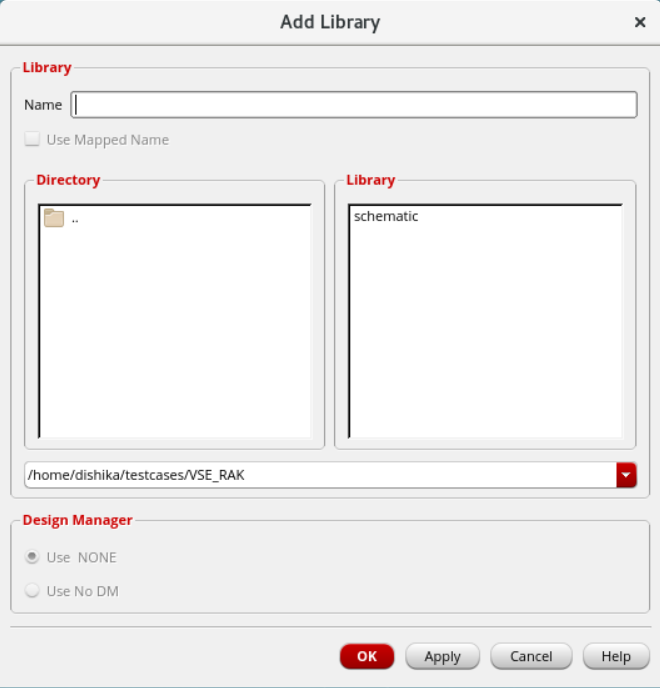 Add Library
Library
Name
Use Mapped Name
Directory
Library
..
schematic
/home/dishika/testcases/VSE_RAK
Design Manager
Use NONE
Use No DM
OK Apply Cancel Help